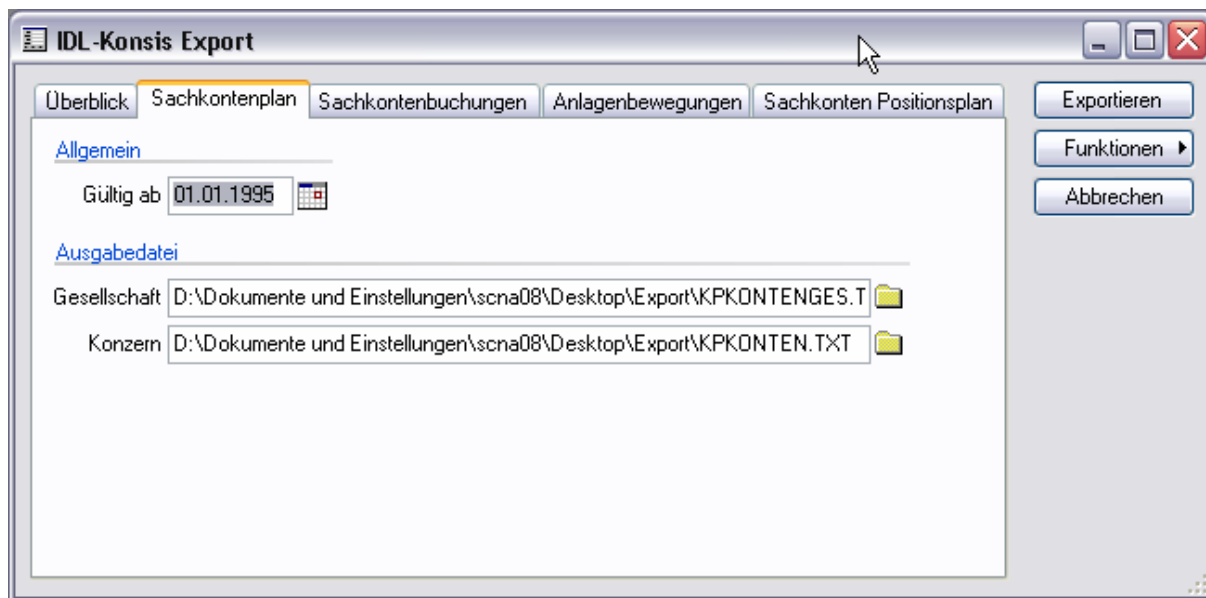 IDL-Konsis Export
Überblick Sachkontenplan Sachkontenbuchungen Anlagenbewegungen Sachkonten Positionsplan
Exportieren
Allgemein
Funktionen
Gültig ab 01.01.1995
Abbrechen
Ausgabedatei
Gesellschaft D:\Dokumente und Einstellungen\scna08\Desktop\Export\KPKONTENGES.T
Konzern D:\Dokumente und Einstellungen\scna08\Desktop\Export\KPKONTEN.TXT